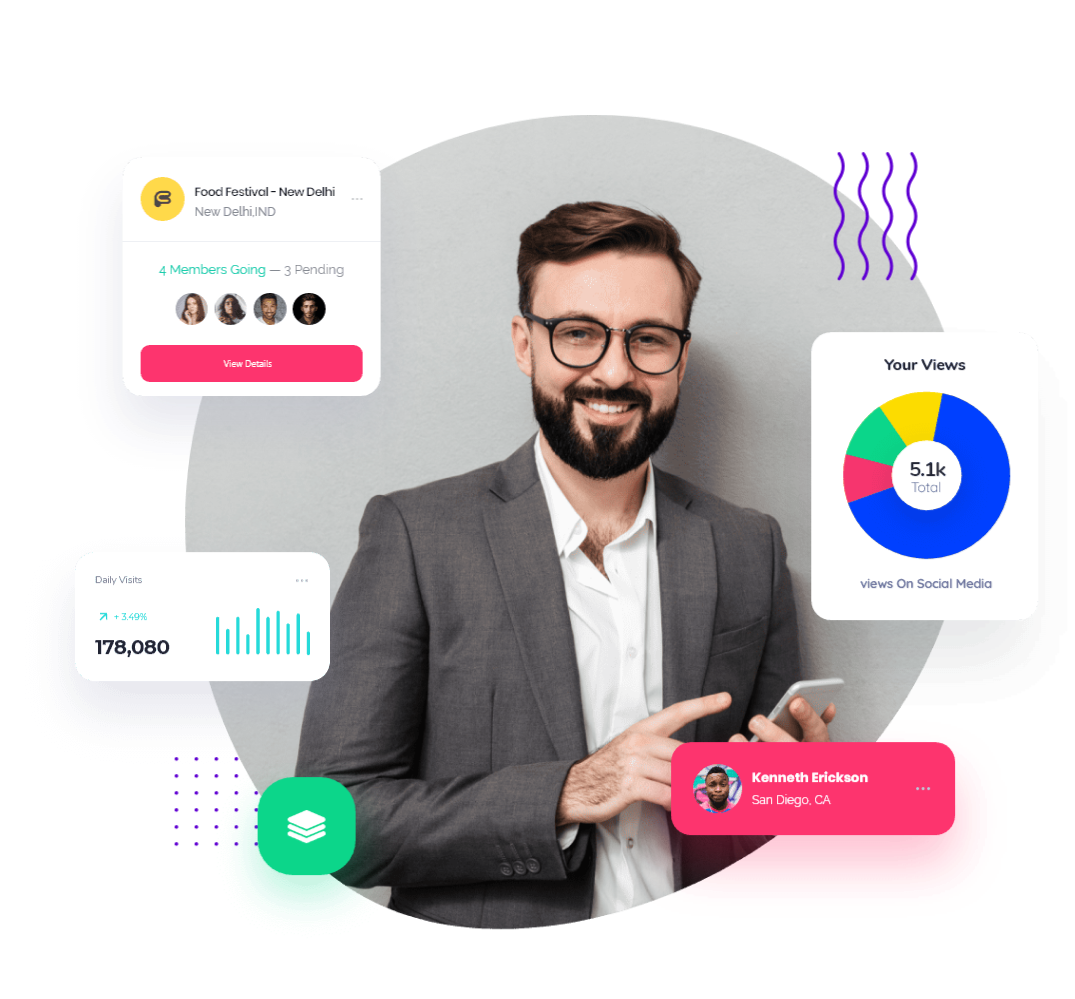 Food Festival - New Delhi
New Delhi,IND
4 Members Going — 3 Pending
View Details
Your Views
5.1k
Total
views On Social Media
Daily Visits
+ 3.49%
178,080
Kenneth Erickson
San Diego, CA